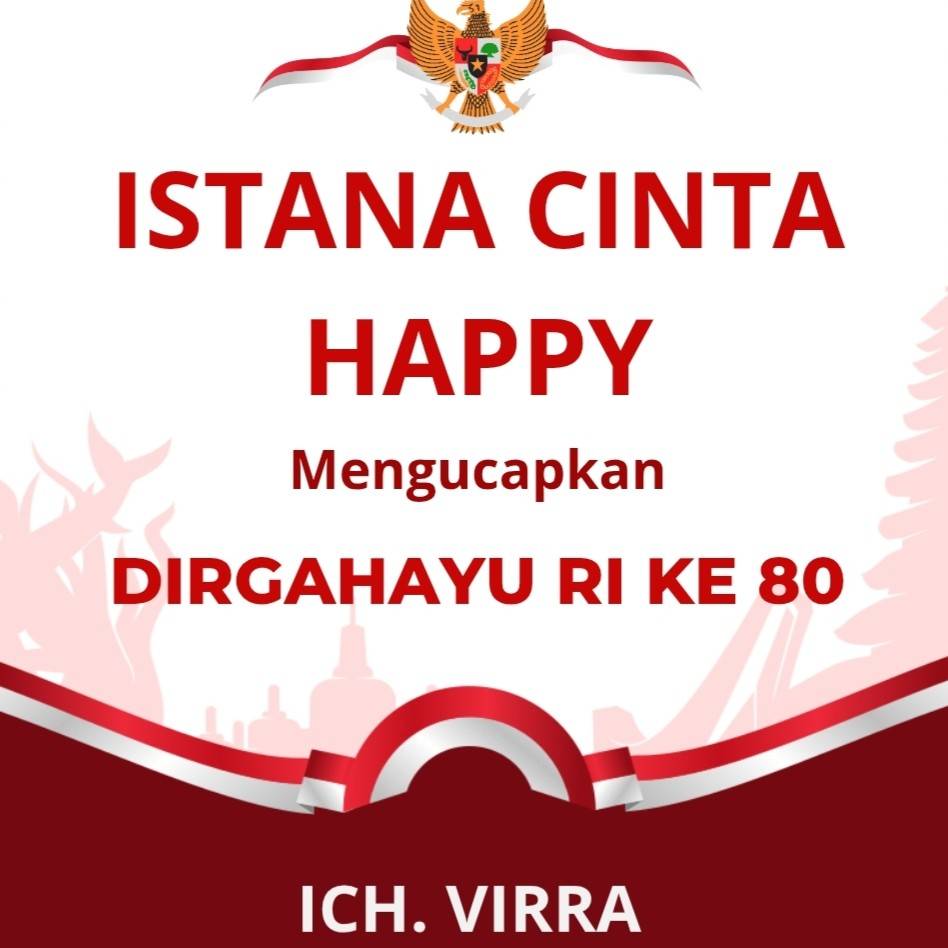 ISTANA CINTA
HAPPY
Mengucapkan
DIRGAHAYU RI KE 80
ICH. VIRRA